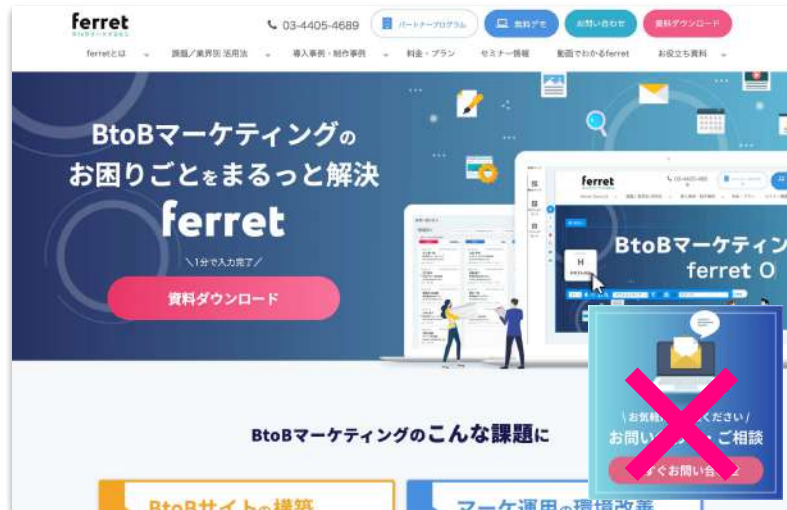 ferret
03-4405-4689
パートナープログラム
無料デモ
お問い合わせ
資料ダウンロード
ferretとは
課題/業界別 活用法
導入事例・制作事例
料金・プラン
セミナー情報
動画でわかるferret
お役立ち資料
BtoBマーケティングの
お困りごとをまるっと解決
ferret
\1分で入力完了/
資料ダウンロード
ferret
BtoBマーケティン
ferret O
H
\お気軽 ください/
お問い ・ご相談
すぐお問い合
BtoBマーケティングのこんな課題に
BtoBサイトの構築
マーケ運用の環境改善